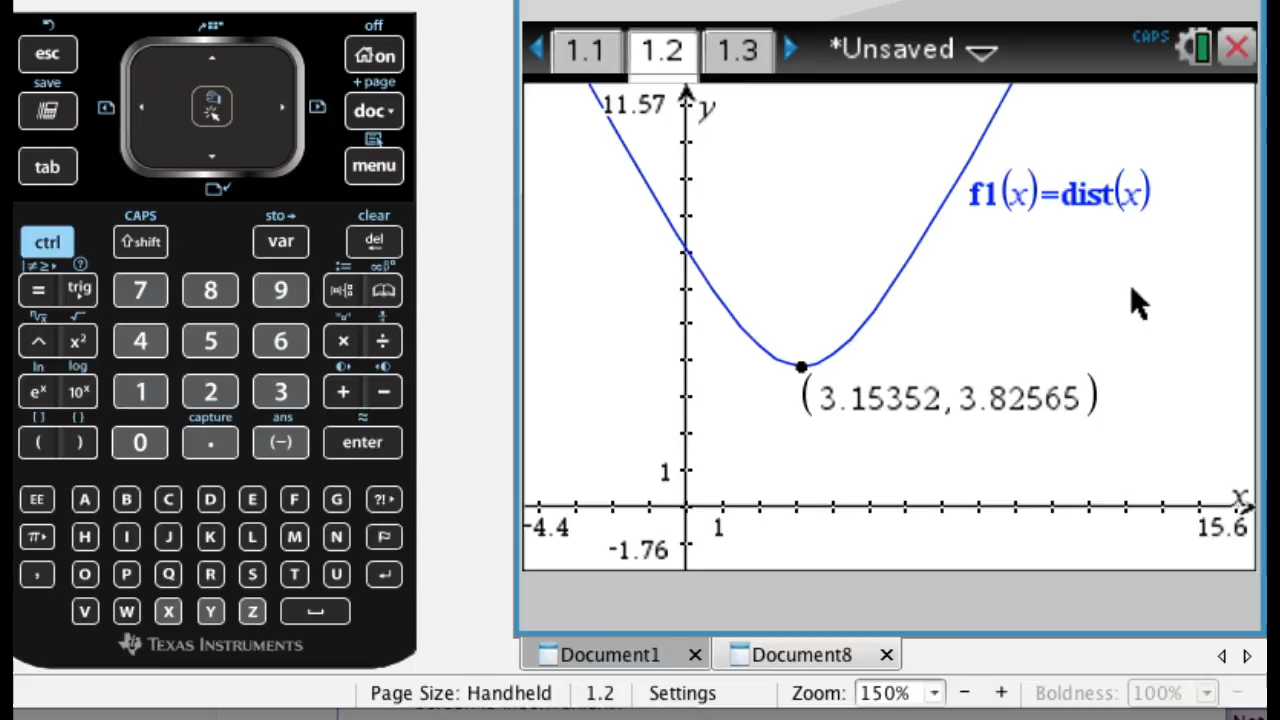 off
esc
on
save
+ page
doc
tab
menu
CAPS
sto→
clear
ctrl
⇧shift
var
del
|≠≥▸
?
:=
∞β°
=
trig
7
8
9
ⁿ√x
√
^
x²
4
5
6
×
÷
ln
log
eˣ
10ˣ
1
2
3
+
−
[ ]
{ }
capture
ans
≈
(
)
0
.
(−)
enter
EE
A
B
C
D
E
F
G
?!▸
π▸
H
I
J
K
L
M
N
,
O
P
Q
R
S
T
U
V
W
X
Y
Z
TEXAS INSTRUMENTS
1.1
1.2
1.3
*Unsaved
CAPS
11.57
y
f1(x)=dist(x)
(3.15352,3.82565)
1
x
-4.4
1
15.6
-1.76
Document1
Document8
Page Size: Handheld
1.2
Settings
Zoom:
150%
− +
Boldness:
100%
−